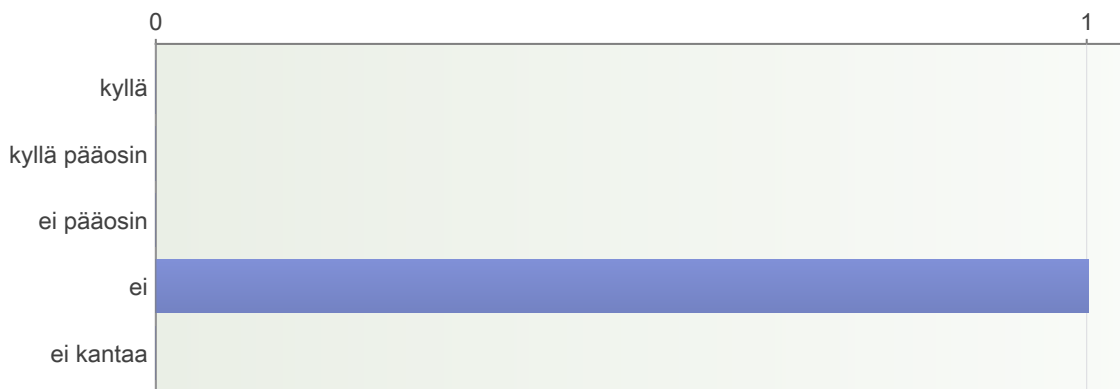 0 1
kyllä
kyllä pääosin
ei pääosin
ei
ei kantaa